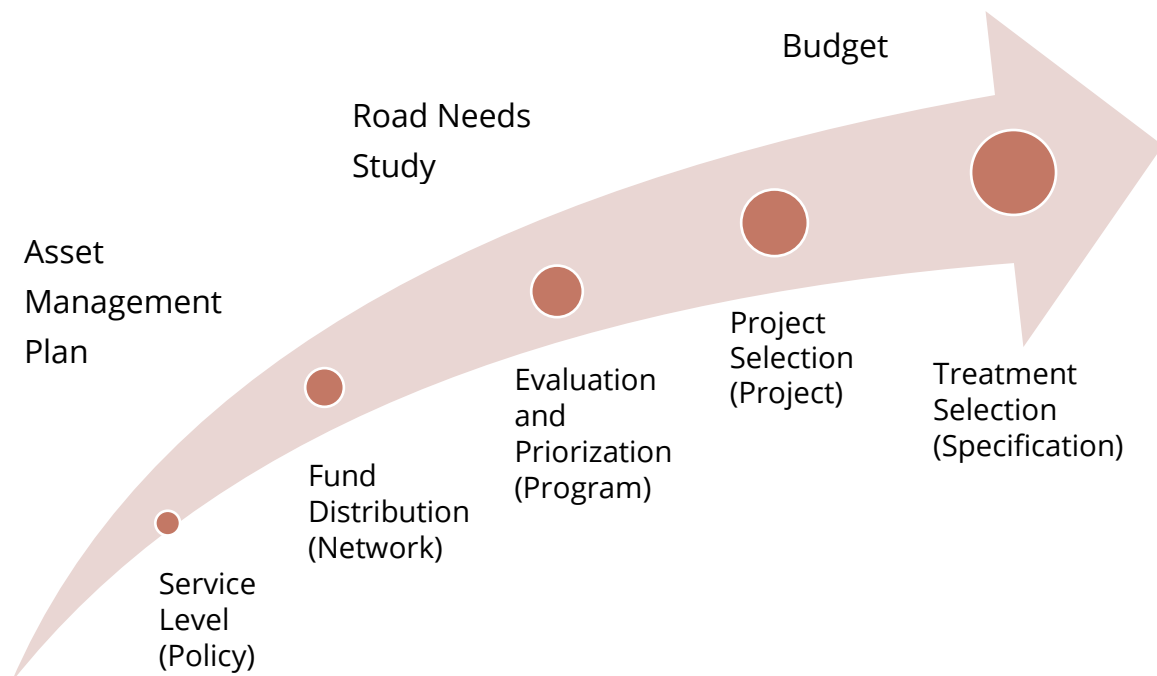 Budget
Road Needs
Study
Asset
Management
Plan
Service
Level
(Policy)
Fund
Distribution
(Network)
Evaluation
and
Priorization
(Program)
Project
Selection
(Project)
Treatment
Selection
(Specification)